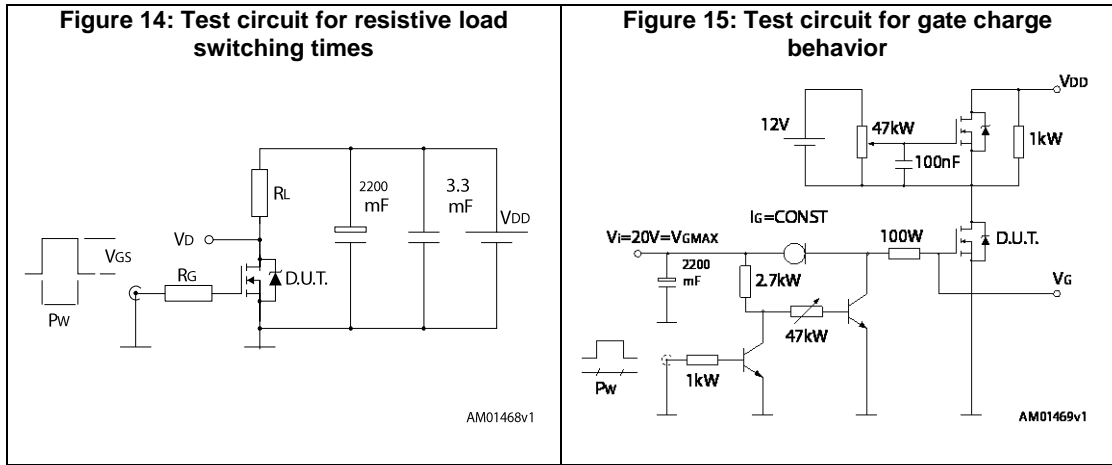 Figure 14: Test circuit for resistive load
switching times
RL
2200
mF
3.3
mF
VDD
VD
VGS
RG
D.U.T.
PW
AM01468v1
Figure 15: Test circuit for gate charge
behavior
VDD
12V
47kW
1kW
100nF
IG=CONST
Vi=20V=VGMAX
100W
D.U.T.
2200
mF
2.7kW
VG
47kW
1kW
PW
AM01469v1